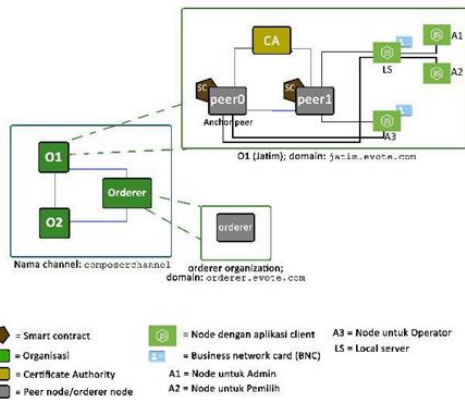 CA
A1
LS
A2
SC
SC
peer0
peer1
Anchor peer
A3
O1 (Jatim); domain: jatim.evote.com
O1
Orderer
O2
Nama channel: composerchannel
orderer
orderer organization;
domain: orderer.evote.com
= Smart contract
= Organisasi
= Certificate Authority
= Peer node/orderer node
= Node dengan aplikasi client
= Business network card (BNC)
A1 = Node untuk Admin
A2 = Node untuk Pemilih
A3 = Node untuk Operator
LS = Local server